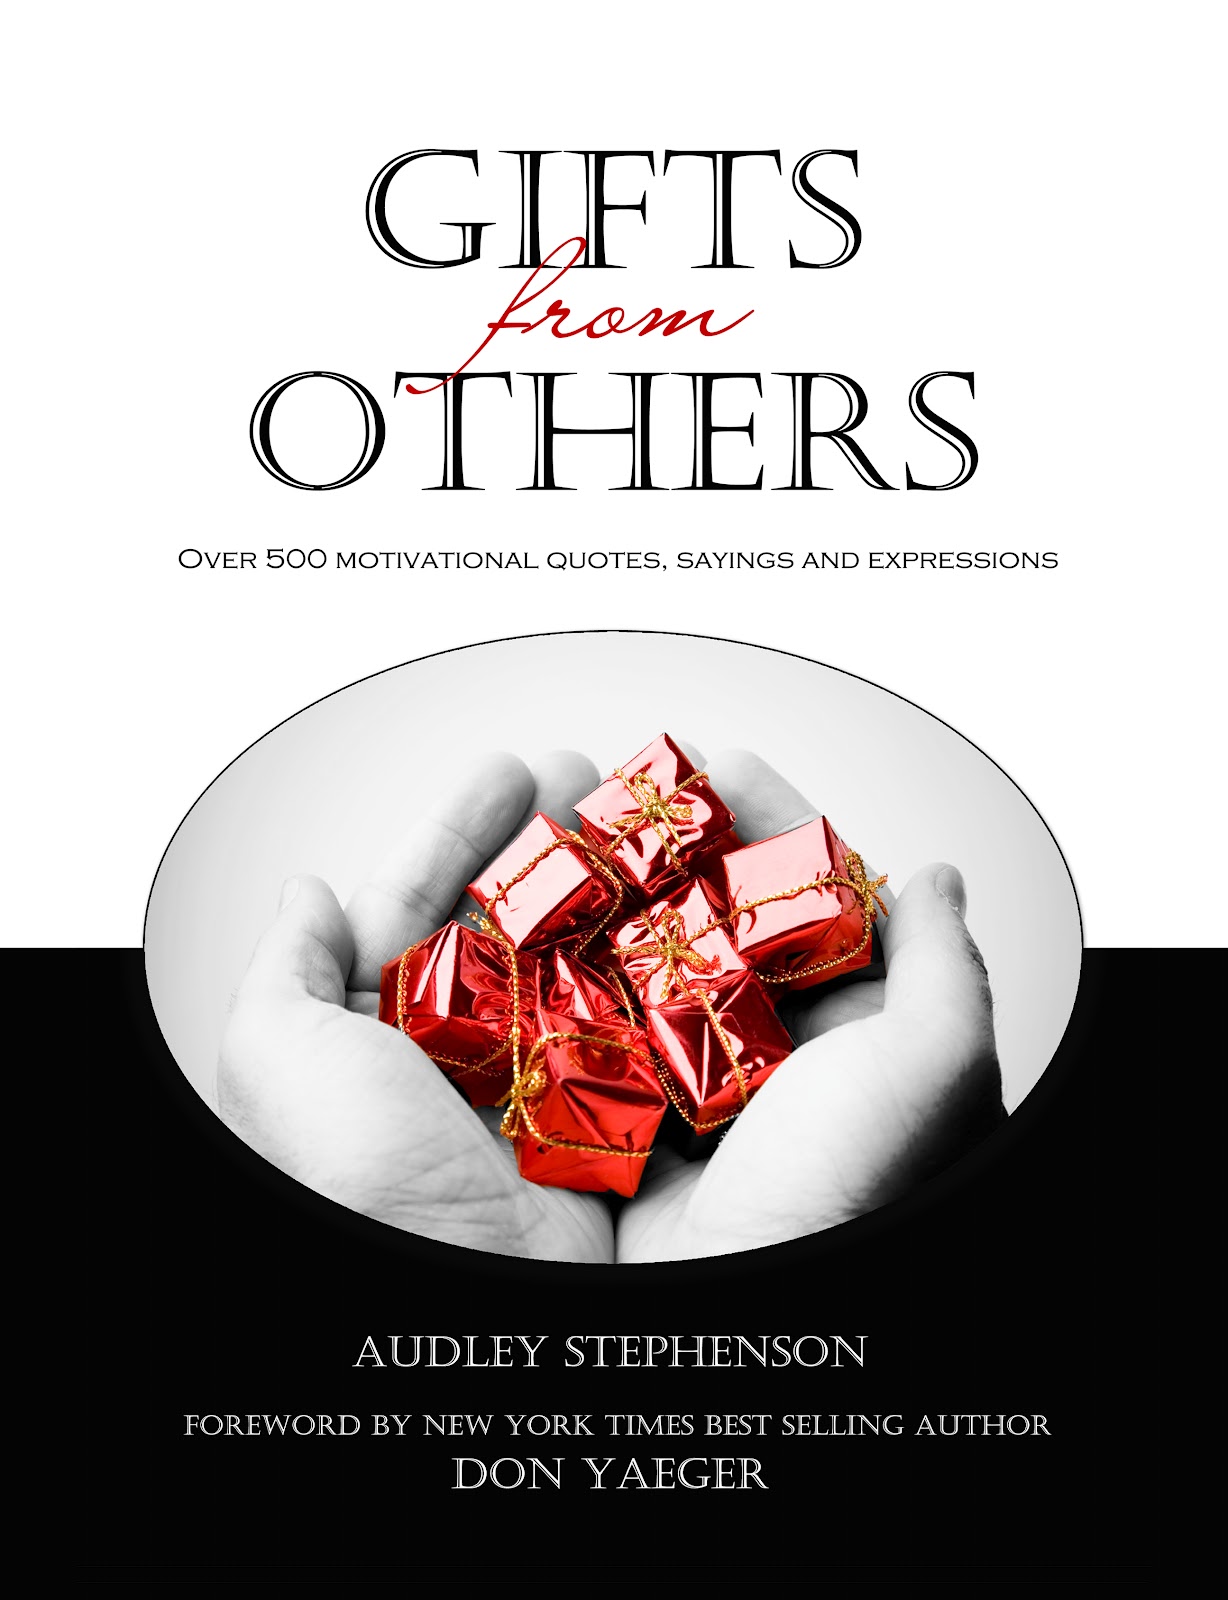 GIFTS
from
OTHERS
OVER 500 MOTIVATIONAL QUOTES, SAYINGS AND EXPRESSIONS
AUDLEY STEPHENSON
FOREWORD BY NEW YORK TIMES BEST SELLING AUTHOR
DON YAEGER